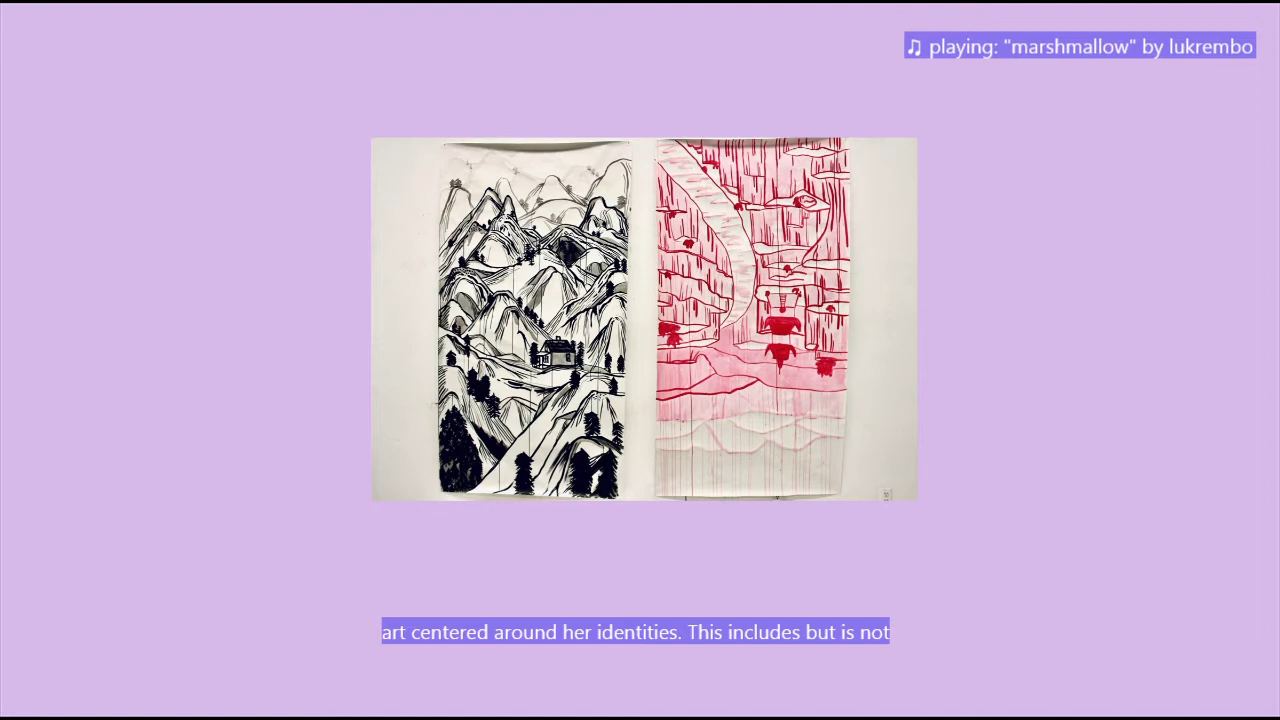 ♫ playing: "marshmallow" by lukrembo
art centered around her identities. This includes but is not